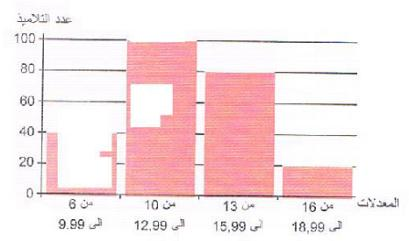 عدد التلاميذ
100
80
60
40
20
0
من 6 من 10 من 13 من 16 المعدلات
الى 9.99 الى 12,99 الى 15,99 الى 18,99